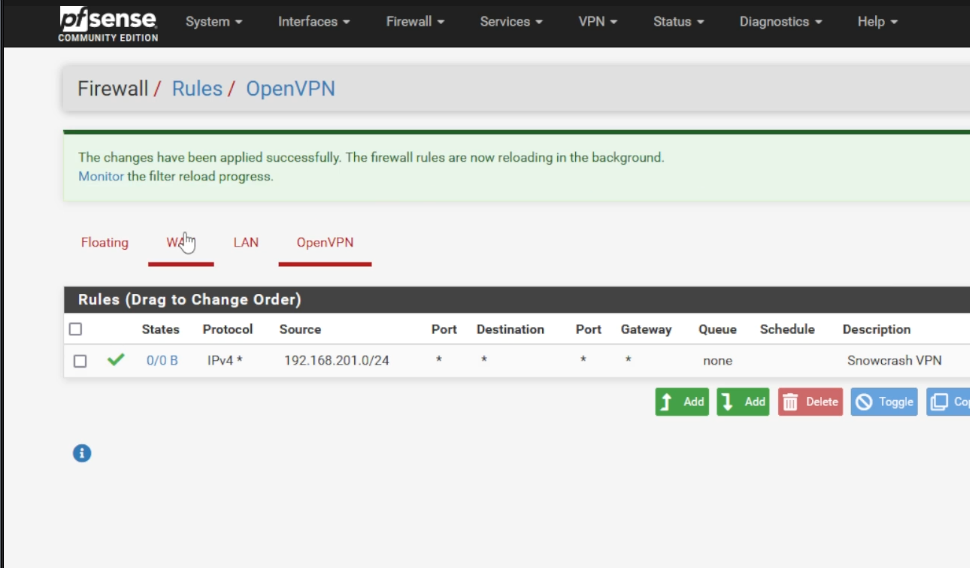 pfsense
COMMUNITY EDITION
System Interfaces Firewall Services VPN Status Diagnostics Help
Firewall / Rules / OpenVPN
The changes have been applied successfully. The firewall rules are now reloading in the background.
Monitor the filter reload progress.
Floating WA LAN OpenVPN
Rules (Drag to Change Order)
States Protocol Source Port Destination Port Gateway Queue Schedule Description
0/0 B IPv4 * 192.168.201.0/24 * * * * none Snowcrash VPN
Add Add Delete Toggle Cop